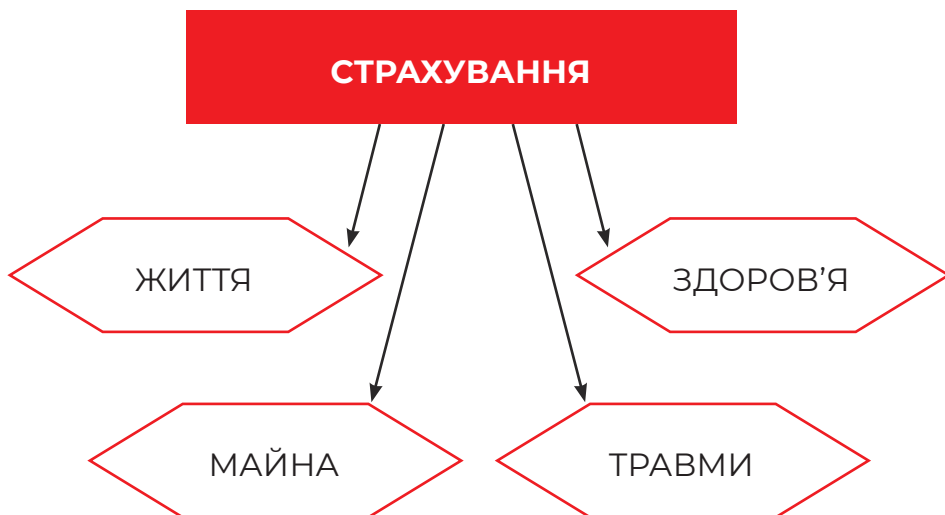 СТРАХУВАННЯ
ЖИТТЯ
ЗДОРОВ’Я
МАЙНА
ТРАВМИ